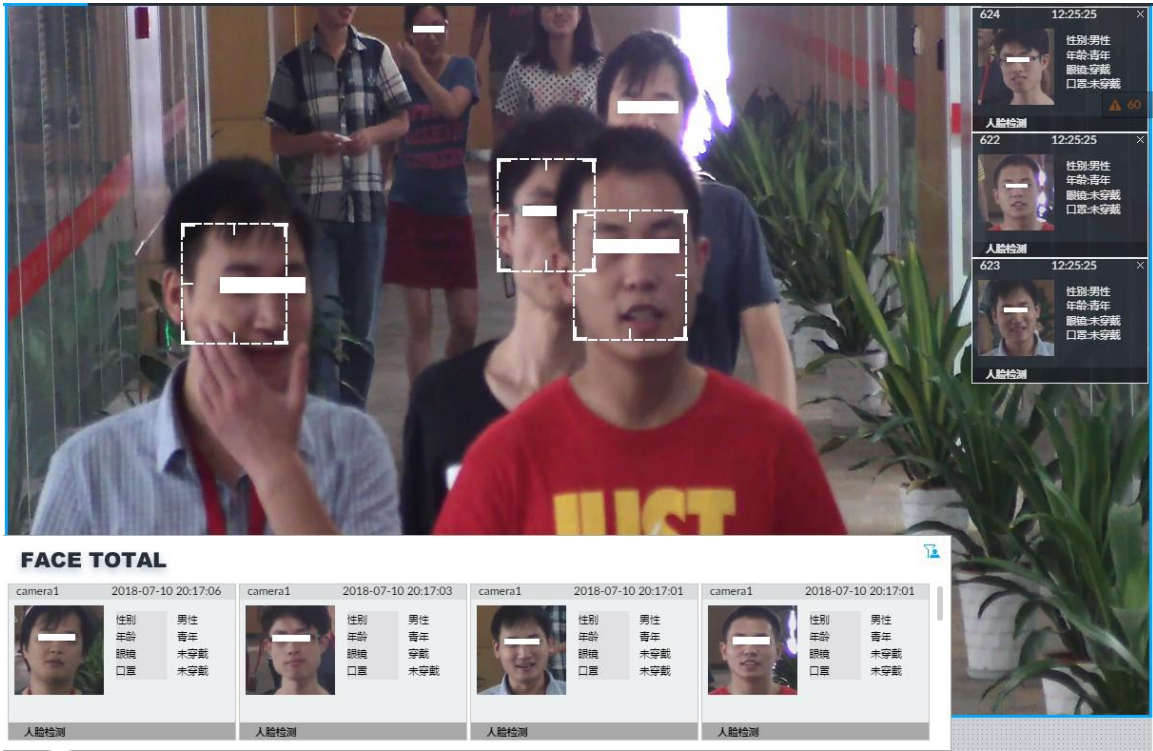 624 12:25:25 ×
性别:男性
年龄:青年
眼镜:穿戴
口罩:未穿戴
60
人脸检测
622 12:25:25 ×
性别:男性
年龄:青年
眼镜:未穿戴
口罩:未穿戴
人脸检测
623 12:25:25 ×
性别:男性
年龄:青年
眼镜:未穿戴
口罩:未穿戴
人脸检测
JUST
FACE TOTAL
camera1 2018-07-10 20:17:06
性别 男性
年龄 青年
眼镜 未穿戴
口罩 未穿戴
人脸检测
camera1 2018-07-10 20:17:03
性别 男性
年龄 青年
眼镜 穿戴
口罩 未穿戴
人脸检测
camera1 2018-07-10 20:17:01
性别 男性
年龄 青年
眼镜 未穿戴
口罩 未穿戴
人脸检测
camera1 2018-07-10 20:17:01
性别 男性
年龄 青年
眼镜 未穿戴
口罩 未穿戴
人脸检测